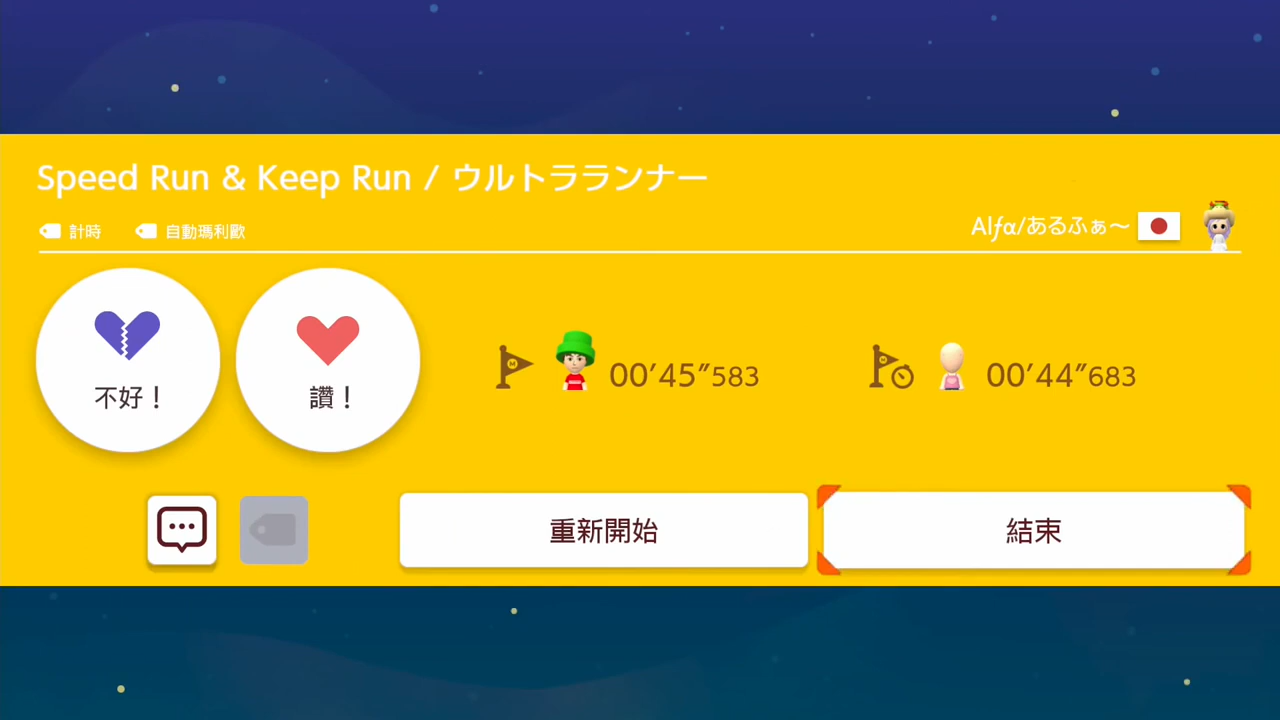 Speed Run & Keep Run / ウルトラランナー
計時 自動瑪利歐
Alƒα/あるふぁ〜
不好！
讚！
M 00′45″583
M 00′44″683
重新開始
結束